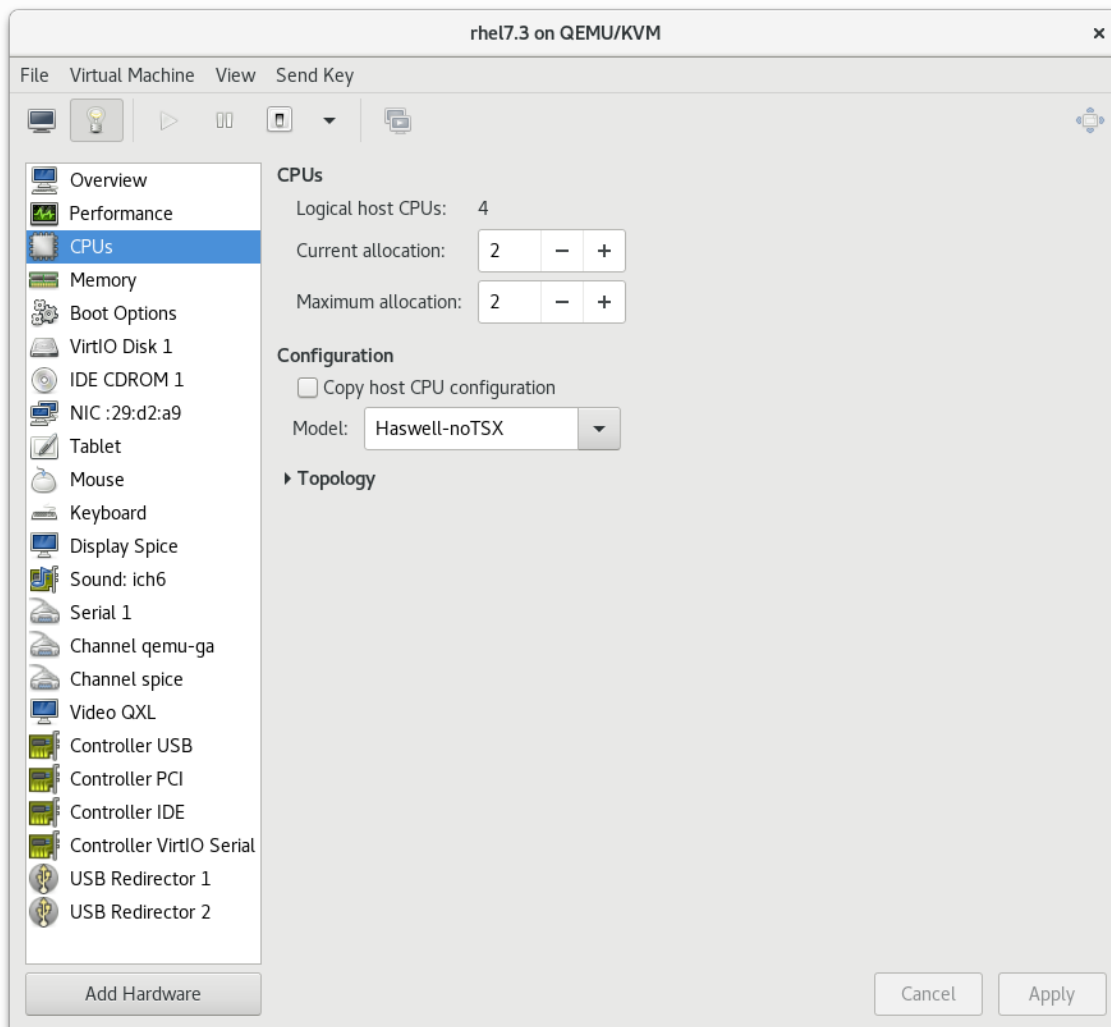 rhel7.3 on QEMU/KVM
File Virtual Machine View Send Key
Overview
Performance
CPUs
Memory
Boot Options
VirtIO Disk 1
IDE CDROM 1
NIC :29:d2:a9
Tablet
Mouse
Keyboard
Display Spice
Sound: ich6
Serial 1
Channel qemu-ga
Channel spice
Video QXL
Controller USB
Controller PCI
Controller IDE
Controller VirtIO Serial
USB Redirector 1
USB Redirector 2
Add Hardware
CPUs
Logical host CPUs: 4
Current allocation: 2
Maximum allocation: 2
Configuration
Copy host CPU configuration
Model: Haswell-noTSX
Topology
Cancel Apply